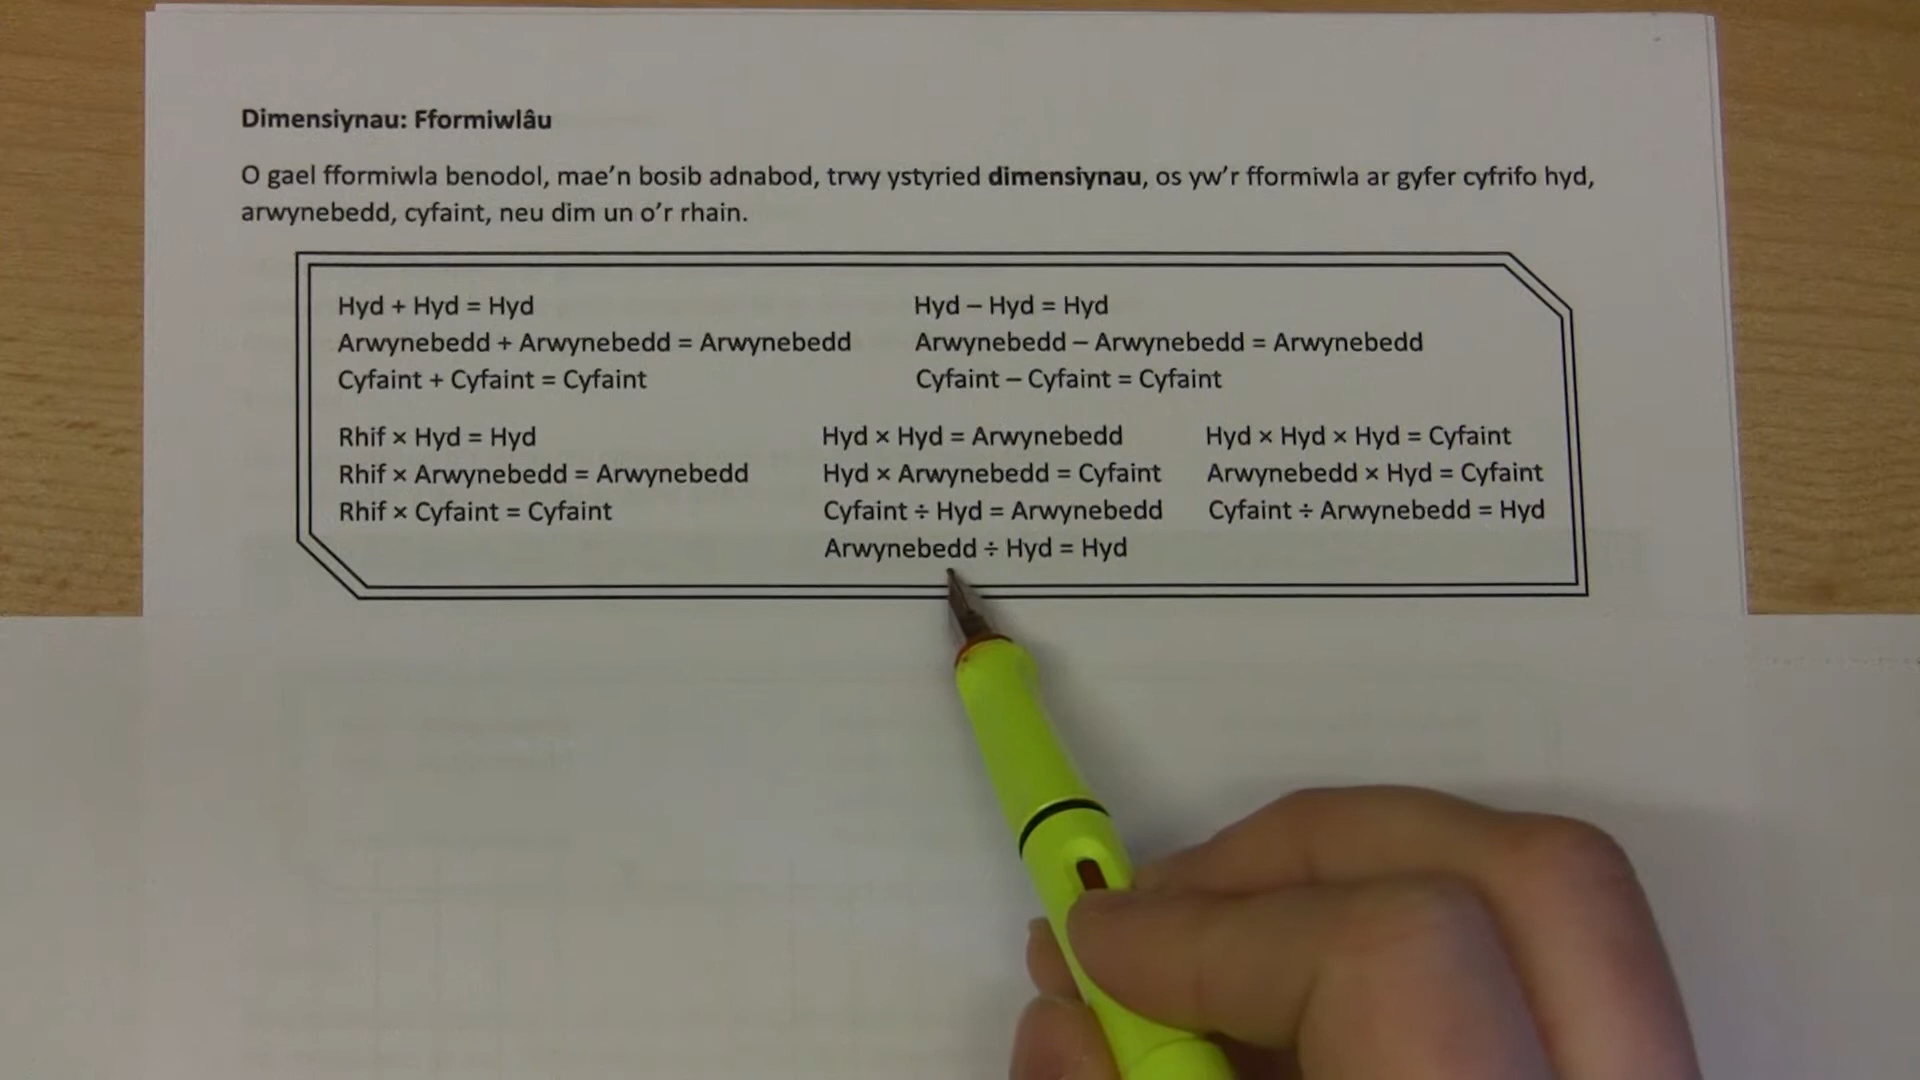 Dimensiynau: Fformiwlâu
O gael fformiwla benodol, mae’n bosib adnabod, trwy ystyried dimensiynau, os yw’r fformiwla ar gyfer cyfrifo hyd,
arwynebedd, cyfaint, neu dim un o’r rhain.
Hyd + Hyd = Hyd Hyd – Hyd = Hyd
Arwynebedd + Arwynebedd = Arwynebedd Arwynebedd – Arwynebedd = Arwynebedd
Cyfaint + Cyfaint = Cyfaint Cyfaint – Cyfaint = Cyfaint
Rhif × Hyd = Hyd Hyd × Hyd = Arwynebedd Hyd × Hyd × Hyd = Cyfaint
Rhif × Arwynebedd = Arwynebedd Hyd × Arwynebedd = Cyfaint Arwynebedd × Hyd = Cyfaint
Rhif × Cyfaint = Cyfaint Cyfaint ÷ Hyd = Arwynebedd Cyfaint ÷ Arwynebedd = Hyd
Arwynebedd ÷ Hyd = Hyd